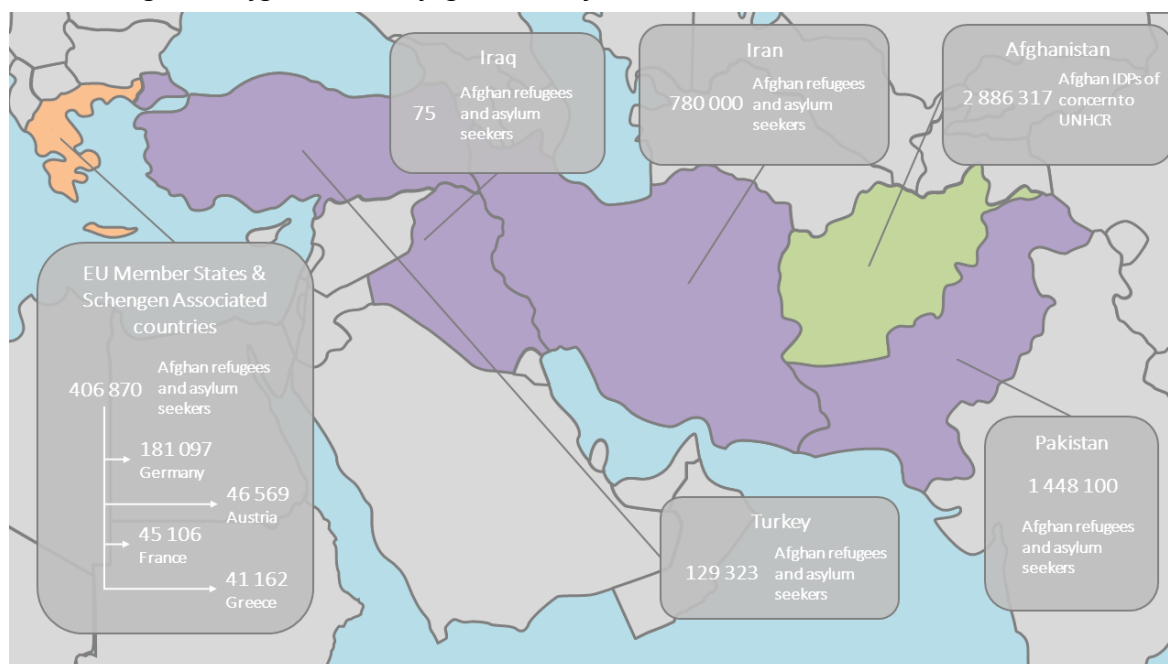 Iraq
75
Afghan refugees
and asylum
seekers
Iran
780 000
Afghan refugees
and asylum
seekers
Afghanistan
2 886 317
Afghan IDPs of
concern to
UNHCR
EU Member States &
Schengen Associated
countries
406 870
Afghan refugees
and asylum
seekers
181 097
Germany
46 569
Austria
45 106
France
41 162
Greece
Turkey
129 323
Afghan refugees
and asylum
seekers
Pakistan
1 448 100
Afghan refugees
and asylum
seekers